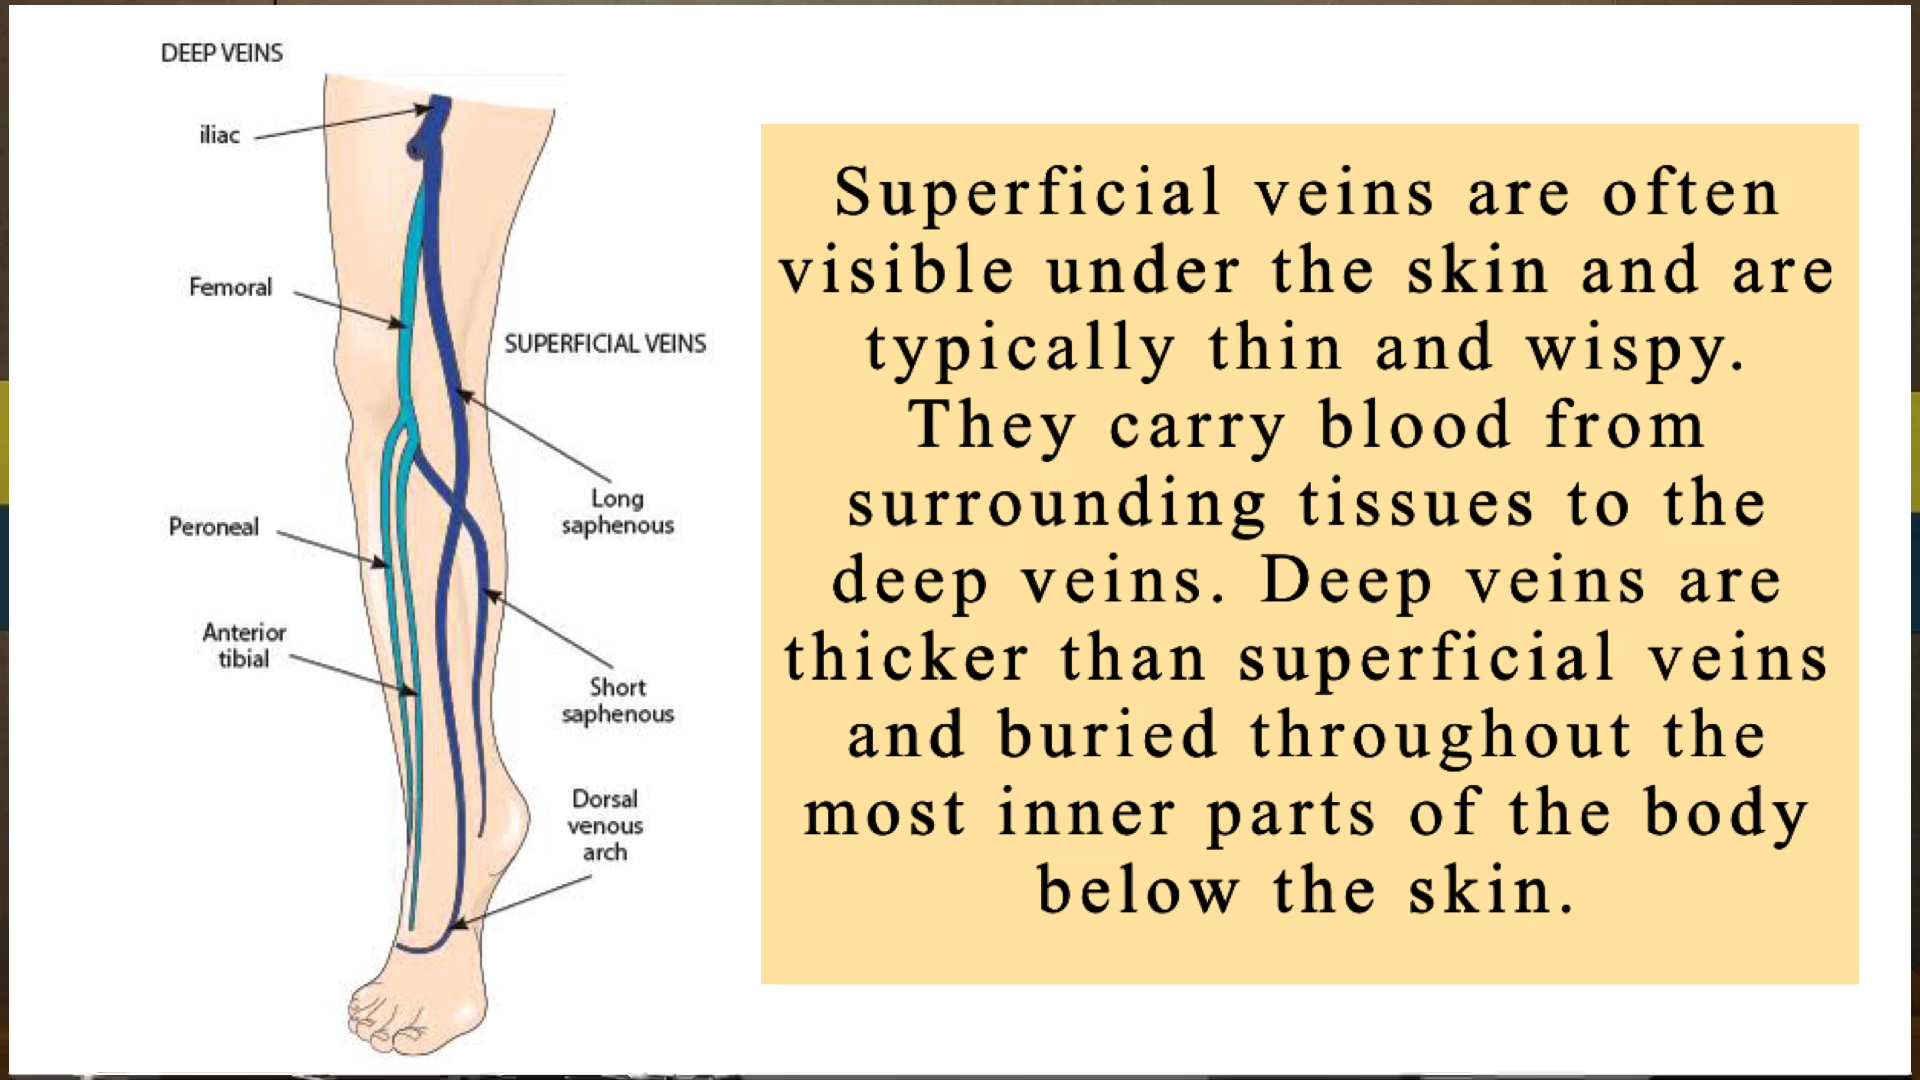 DEEP VEINS
iliac
Femoral
SUPERFICIAL VEINS
Long
saphenous
Peroneal
Anterior
tibial
Short
saphenous
Dorsal
venous
arch
Superficial veins are often
visible under the skin and are
typically thin and wispy.
They carry blood from
surrounding tissues to the
deep veins. Deep veins are
thicker than superficial veins
and buried throughout the
most inner parts of the body
below the skin.